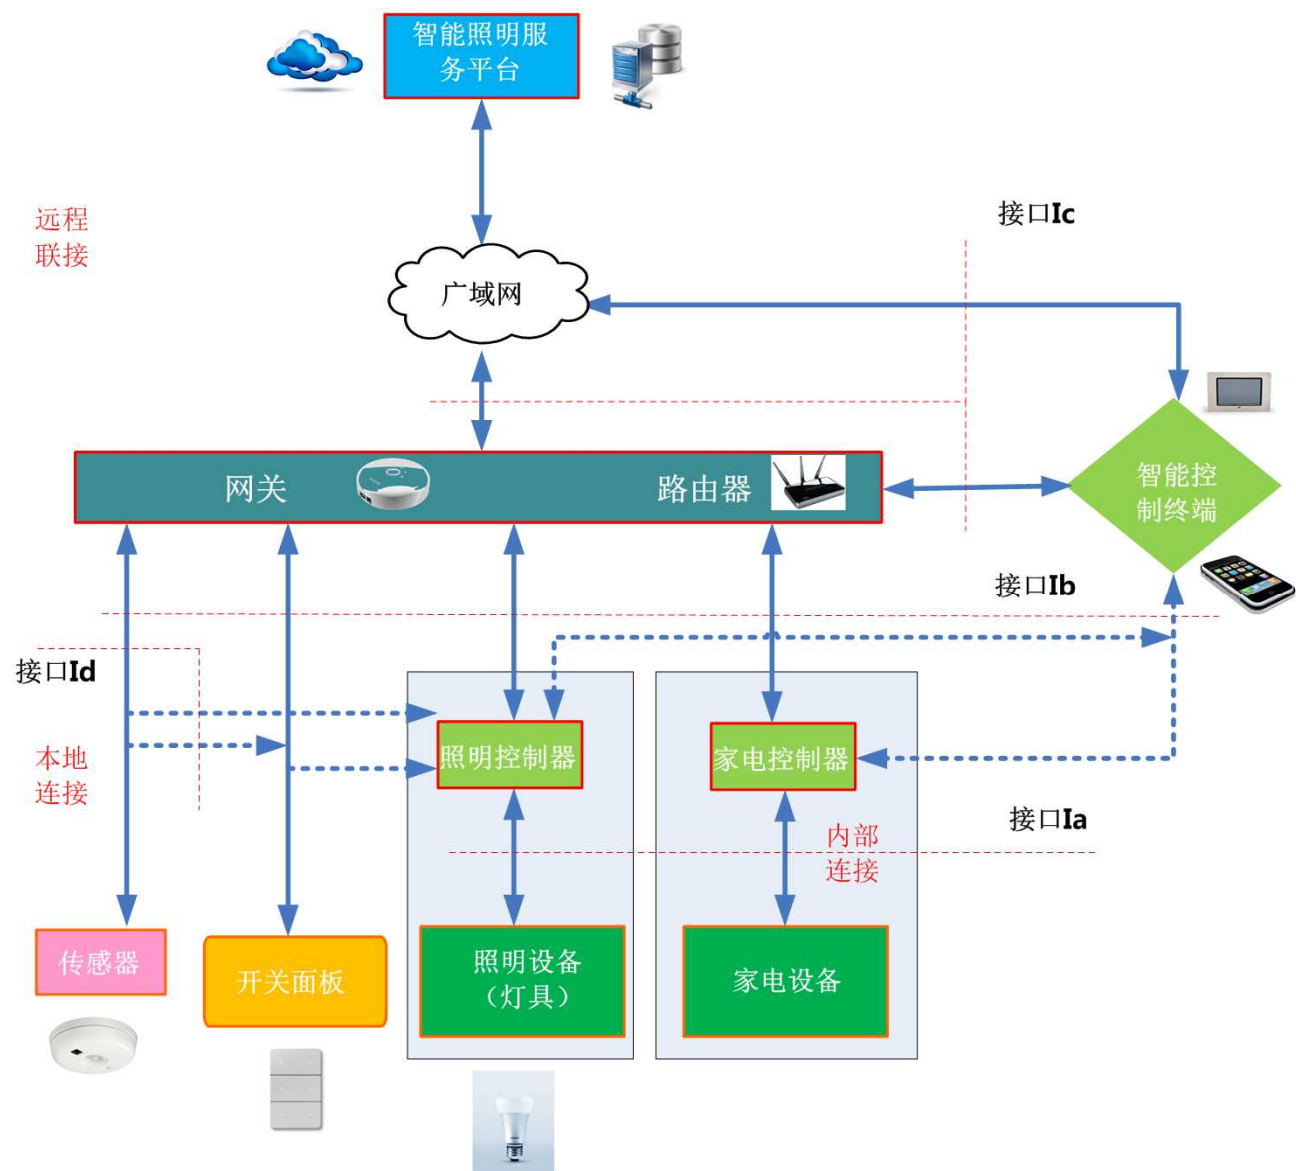 智能照明服
务平台
远程
联接
接口Ic
广域网
网关
路由器
智能控
制终端
接口Ib
接口Id
本地
连接
照明控制器
家电控制器
接口Ia
内部
连接
传感器
开关面板
照明设备
（灯具）
家电设备